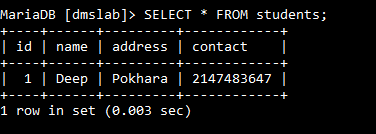 MariaDB [dmslab]> SELECT * FROM students;
+----+------+---------+------------+
| id | name | address | contact    |
+----+------+---------+------------+
|  1 | Deep | Pokhara | 2147483647 |
+----+------+---------+------------+
1 row in set (0.003 sec)